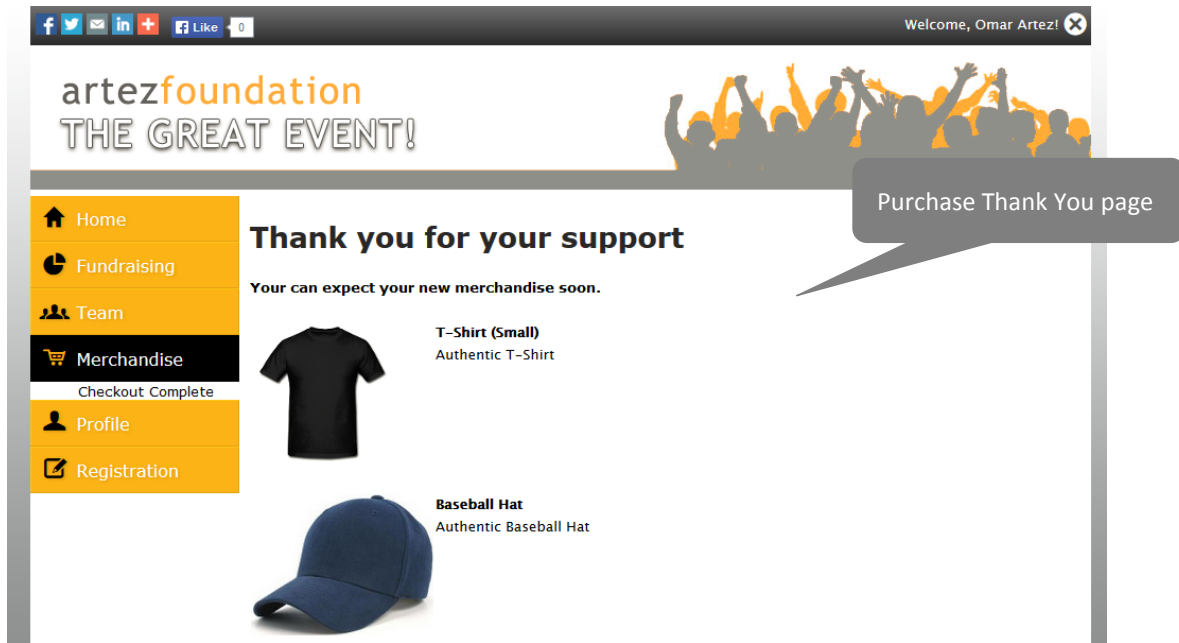 Like
0
Welcome, Omar Artez!
artezfoundation
THE GREAT EVENT!
Purchase Thank You page
Home
Fundraising
Team
Merchandise
Checkout Complete
Profile
Registration
Thank you for your support
Your can expect your new merchandise soon.
T-Shirt (Small)
Authentic T-Shirt
Baseball Hat
Authentic Baseball Hat